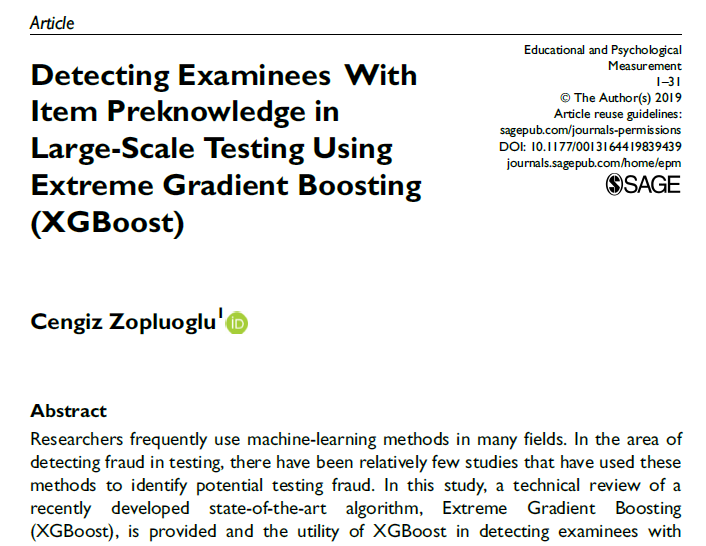 Article
Educational and Psychological
Measurement
1–31
© The Author(s) 2019
Article reuse guidelines:
sagepub.com/journals-permissions
DOI: 10.1177/0013164419839439
journals.sagepub.com/home/epm
SAGE
Detecting Examinees With
Item Preknowledge in
Large-Scale Testing Using
Extreme Gradient Boosting
(XGBoost)
Cengiz Zopluoglu1 iD
Abstract
Researchers frequently use machine-learning methods in many fields. In the area of
detecting fraud in testing, there have been relatively few studies that have used these
methods to identify potential testing fraud. In this study, a technical review of a
recently developed state-of-the-art algorithm, Extreme Gradient Boosting
(XGBoost), is provided and the utility of XGBoost in detecting examinees with